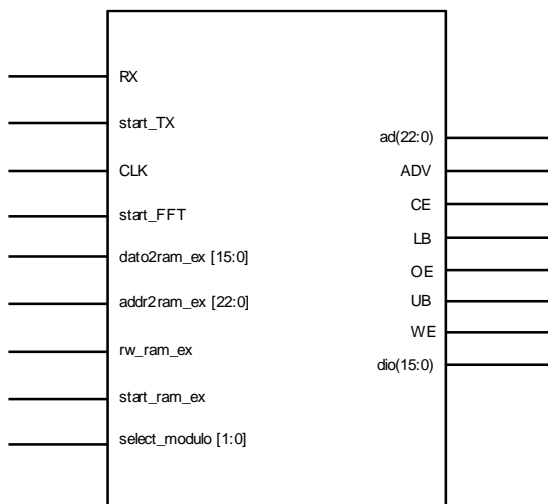 RX
start_TX
CLK
start_FFT
dato2ram_ex [15:0]
addr2ram_ex [22:0]
rw_ram_ex
start_ram_ex
select_modulo [1:0]
ad(22:0)
ADV
CE
LB
OE
UB
WE
dio(15:0)